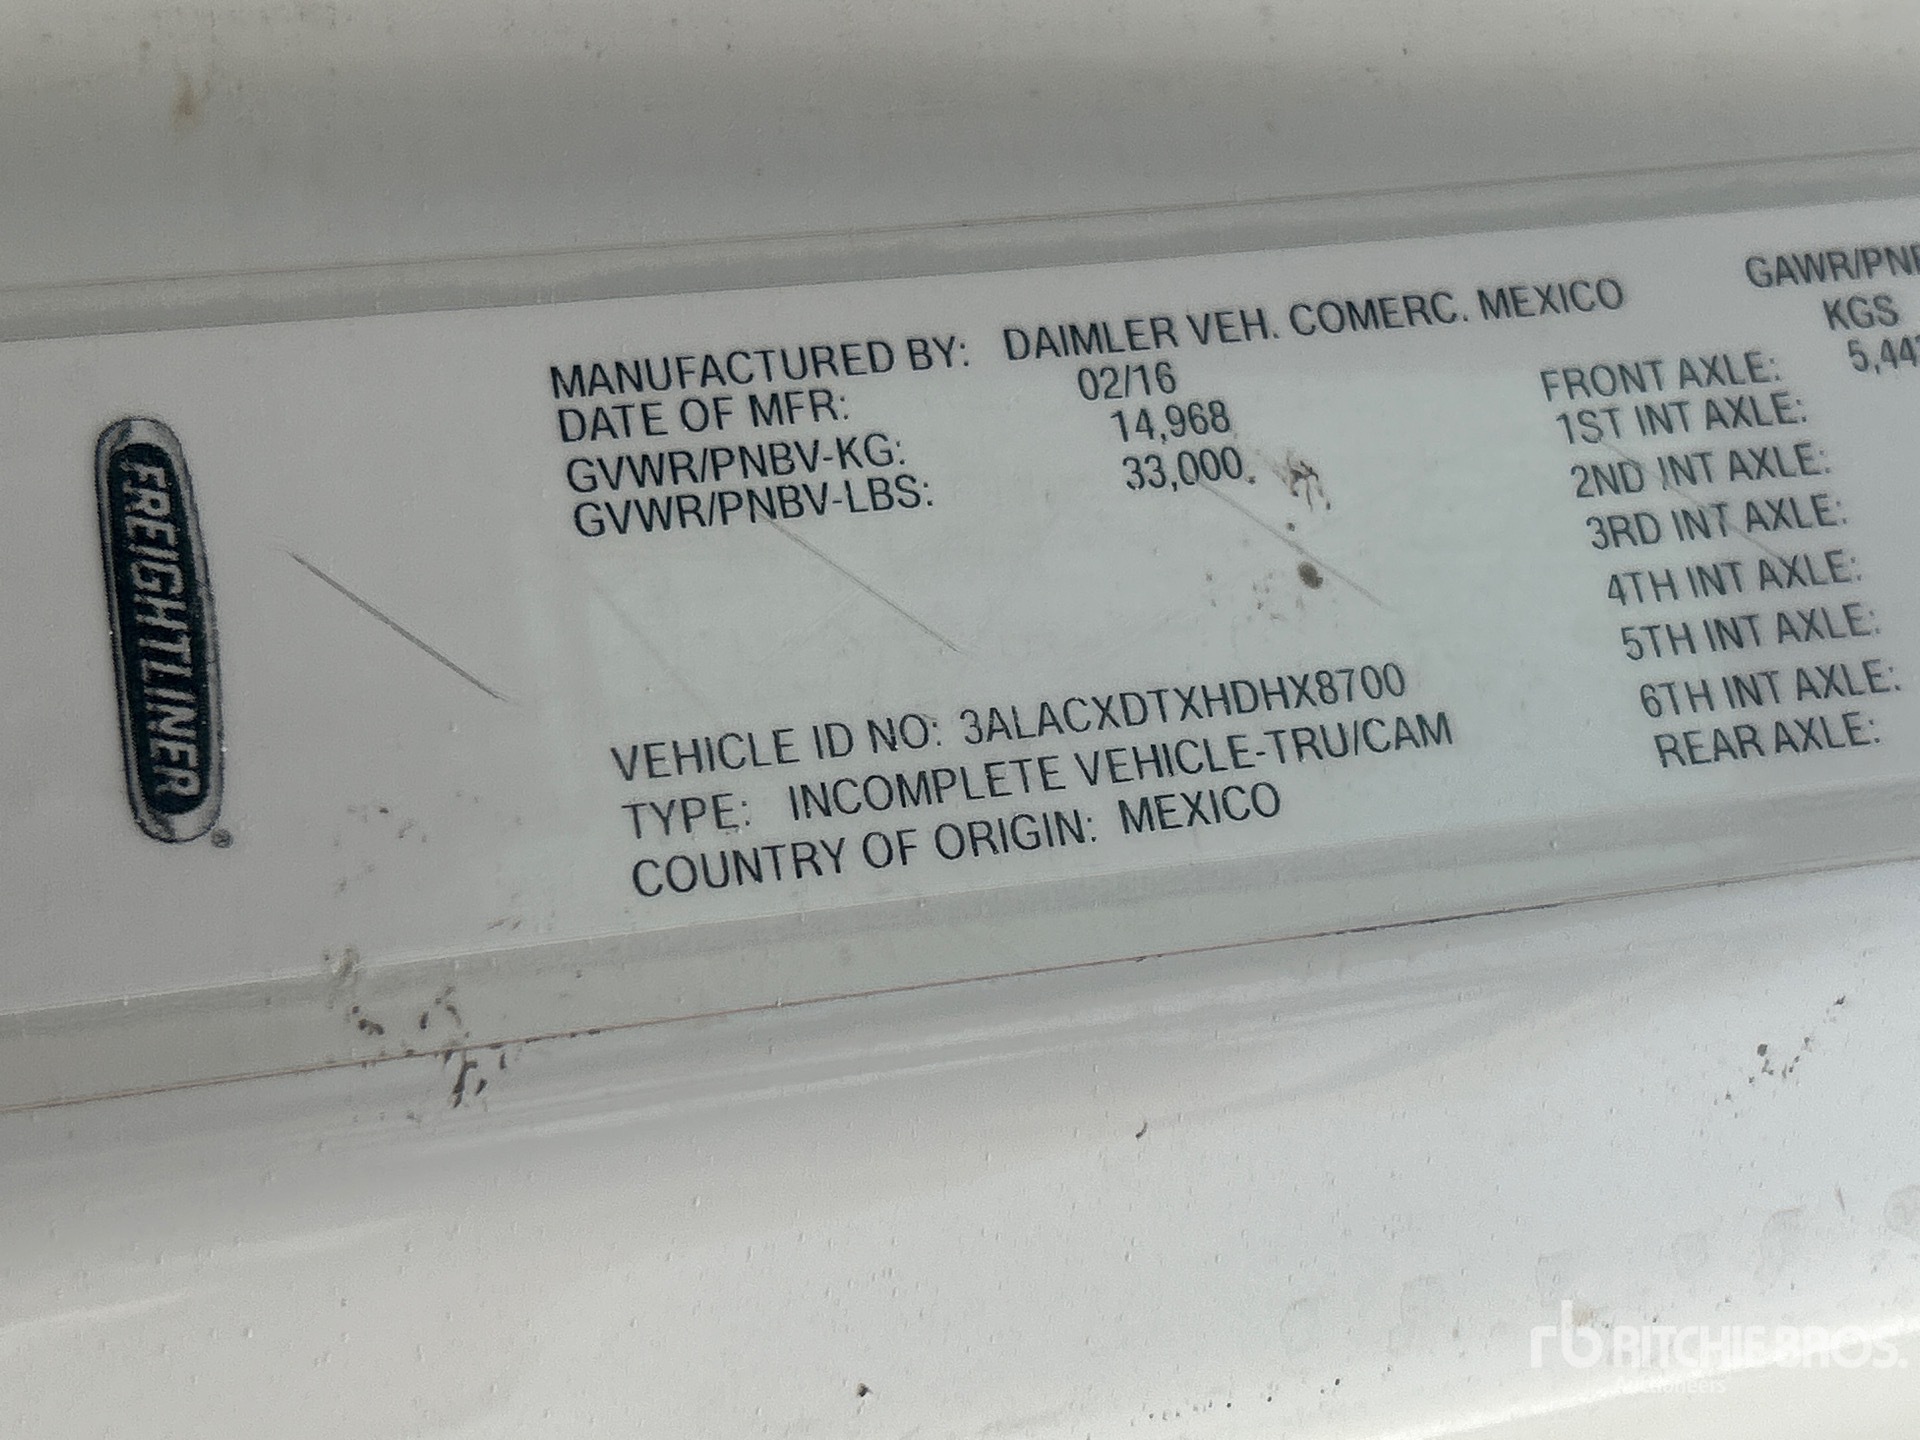 FREIGHTLINER
MANUFACTURED BY: DAIMLER VEH. COMERC. MEXICO
DATE OF MFR: 02/16
GVWR/PNBV-KG: 14,968
GVWR/PNBV-LBS: 33,000
VEHICLE ID NO: 3ALACXDTXHDHX8700
TYPE: INCOMPLETE VEHICLE-TRU/CAM
COUNTRY OF ORIGIN: MEXICO
KGS
FRONT AXLE:
1ST INT AXLE:
2ND INT AXLE:
3RD INT AXLE:
4TH INT AXLE:
5TH INT AXLE:
6TH INT AXLE:
REAR AXLE:
rb RITCHIE BROS.
Auctioneers